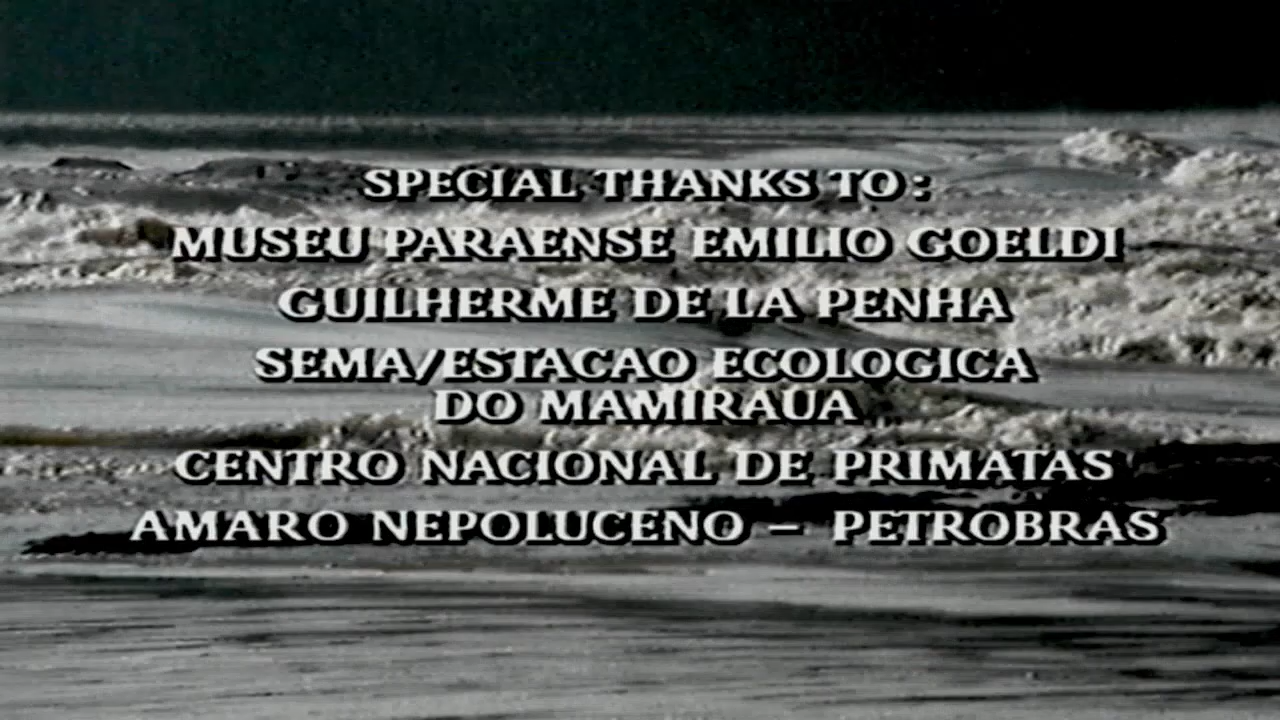 SPECIAL THANKS TO:
MUSEU PARAENSE EMILIO GOELDI
GUILHERME DE LA PENHA
SEMA/ESTACAO ECOLOGICA
DO MAMIRAUA
CENTRO NACIONAL DE PRIMATAS
AMARO NEPOLUCENO – PETROBRAS